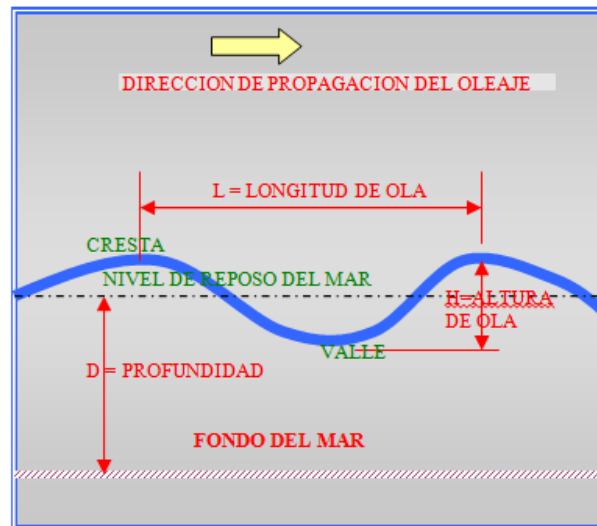 DIRECCION DE PROPAGACION DEL OLEAJE
L = LONGITUD DE OLA
CRESTA
NIVEL DE REPOSO DEL MAR
H=ALTURA
DE OLA
VALLE
D = PROFUNDIDAD
FONDO DEL MAR